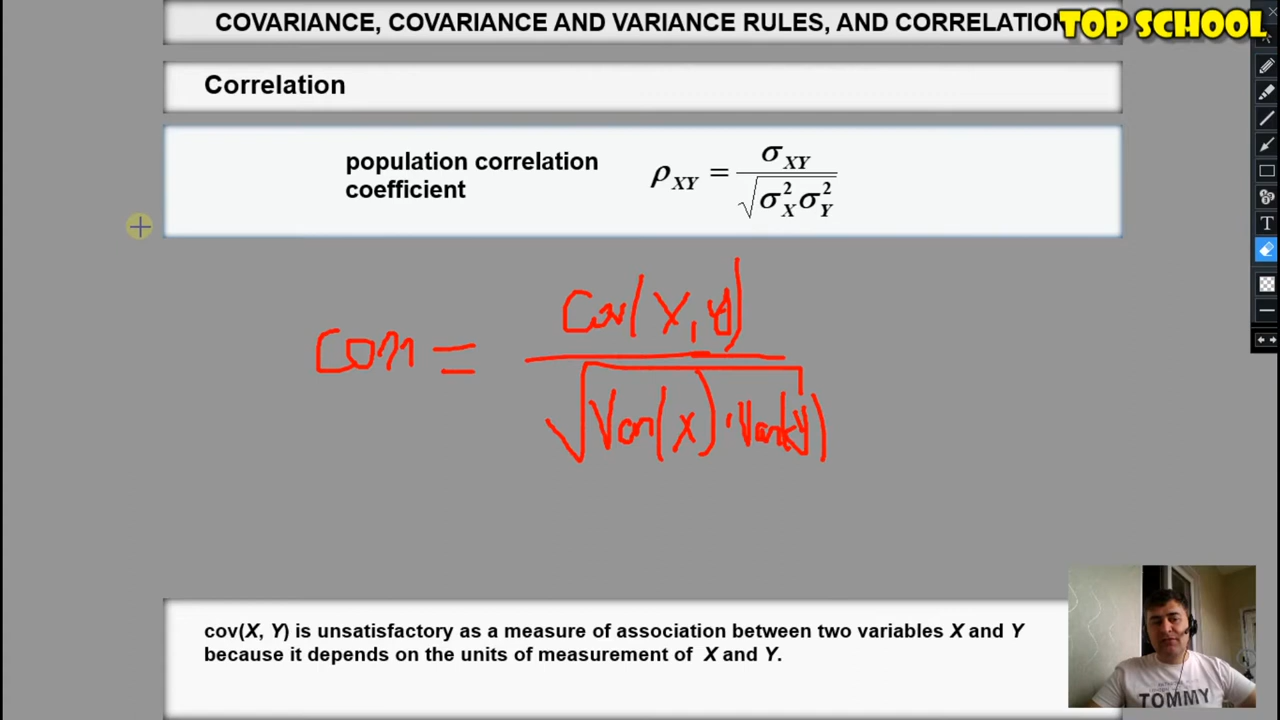 COVARIANCE, COVARIANCE AND VARIANCE RULES, AND CORRELATION
TOP SCHOOL
Correlation
population correlation
coefficient
ρXY = σXY / √σ²X σ²Y
Corr = Cov(X, Y) / √Var(X) · Var(Y)
cov(X, Y) is unsatisfactory as a measure of association between two variables X and Y
because it depends on the units of measurement of X and Y.
TOMMY